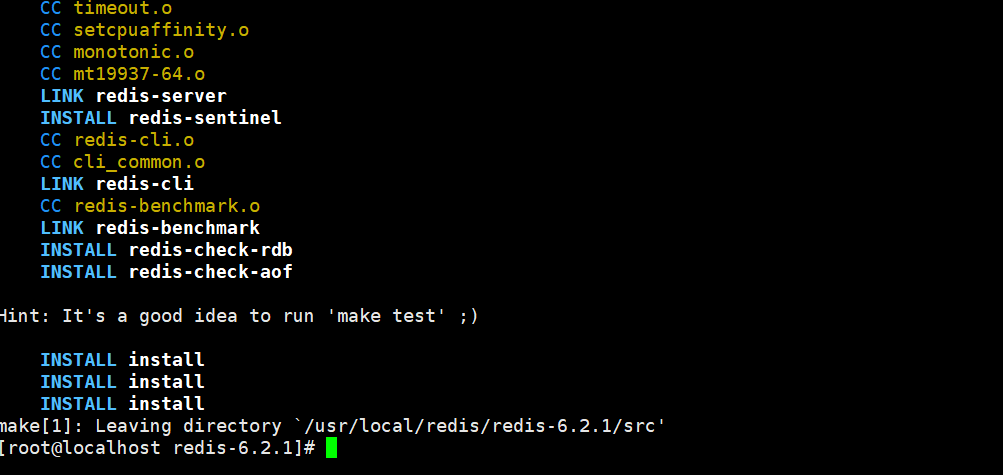 CC timeout.o
CC setcpuaffinity.o
CC monotonic.o
CC mt19937-64.o
LINK redis-server
INSTALL redis-sentinel
CC redis-cli.o
CC cli_common.o
LINK redis-cli
CC redis-benchmark.o
LINK redis-benchmark
INSTALL redis-check-rdb
INSTALL redis-check-aof
Hint: It's a good idea to run 'make test' ;)
INSTALL install
INSTALL install
INSTALL install
make[1]: Leaving directory `/usr/local/redis/redis-6.2.1/src'
[root@localhost redis-6.2.1]#